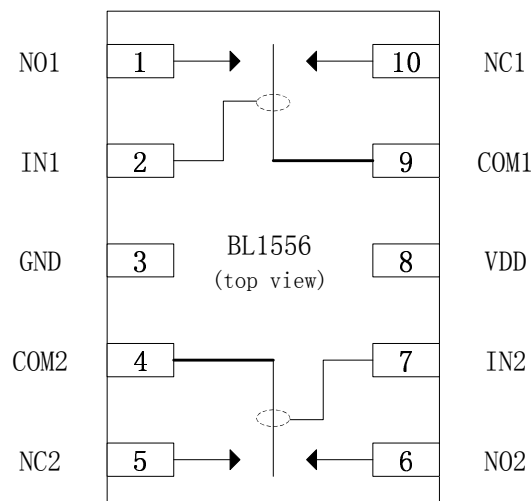 NO1 1 10 NC1
IN1 2 9 COM1
BL1556
GND 3 8 VDD
(top view)
COM2 4 7 IN2
NC2 5 6 NO2